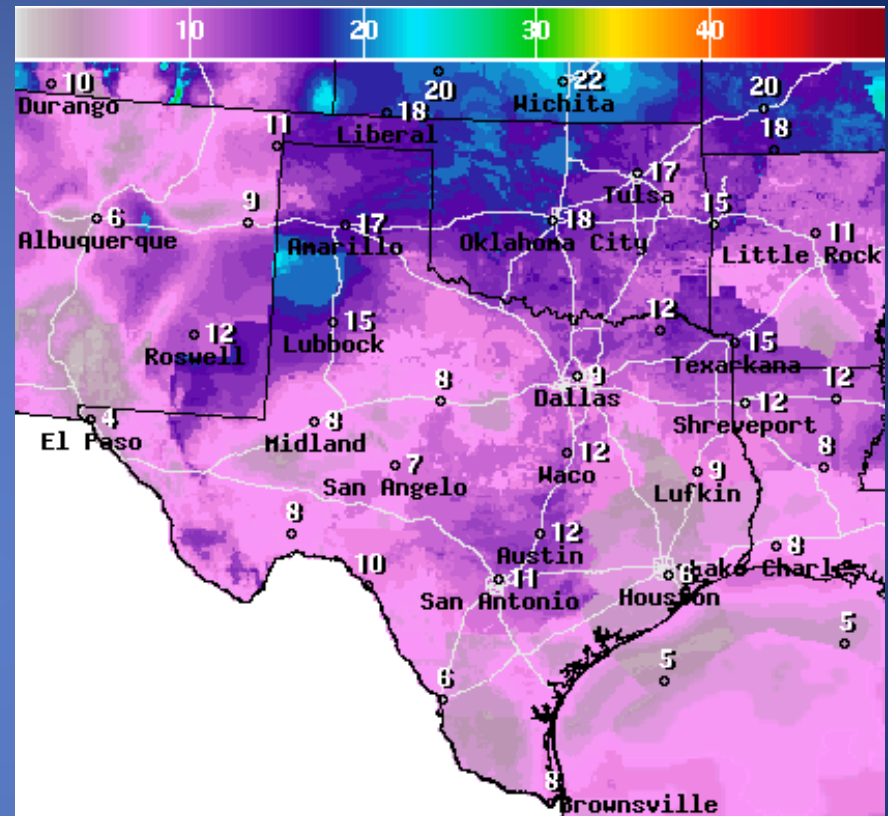 10 20 30 40
10 20 22 20
Durango Wichita
18
Liberal
11 18
17
Tulsa
6 9 17 18 15 11
Albuquerque Amarillo Oklahoma City Little Rock
12 15 12 15
Roswell Lubbock Texarkana
9
Dallas
8 12 12
4 8 Shreveport
El Paso Midland
12 8
7 Waco 9
San Angelo Lufkin
8 12 8
Austin Lake Charles
10 11 6
San Antonio Houston
5
5
6
8
Brownsville